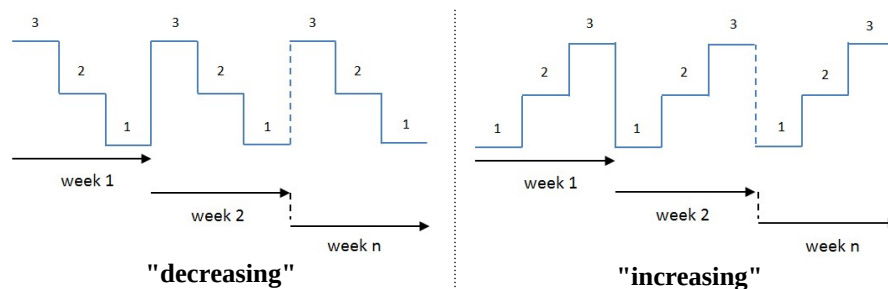 3 3 3
2 2 2
1 1 1
week 1
week 2
week n
"decreasing"
3 3 3
2 2 2
1 1 1
week 1
week 2
week n
"increasing"